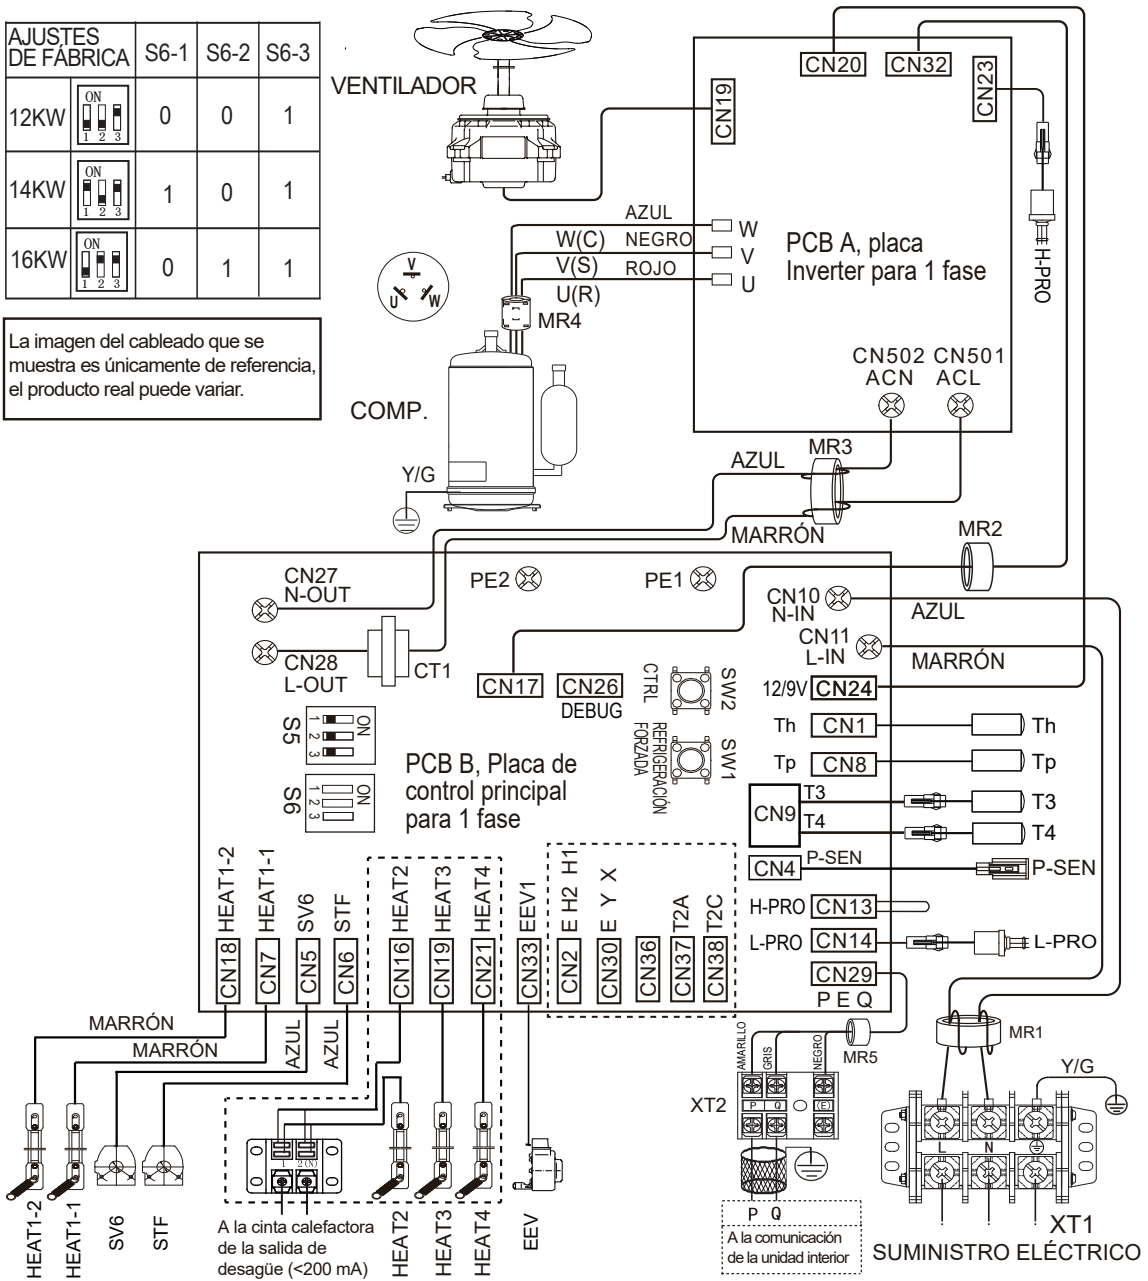 AJUSTES
DE FÁBRICA
S6-1
S6-2
S6-3
12KW
ON
1 2 3
0
0
1
14KW
ON
1 2 3
1
0
1
16KW
ON
1 2 3
0
1
1
La imagen del cableado que se
muestra es únicamente de referencia,
el producto real puede variar.
VENTILADOR
CN19
CN20
CN32
CN23
H-PRO
AZUL
W
W(C)
NEGRO
V
V(S)
ROJO
U
U(R)
MR4
V
U
W
PCB A, placa
Inverter para 1 fase
COMP.
Y/G
CN502
ACN
CN501
ACL
MR3
AZUL
MARRÓN
MR2
CN27
N-OUT
PE2
PE1
CN10
N-IN
AZUL
CN11
L-IN
MARRÓN
CN28
L-OUT
CT1
CN17
CN26
DEBUG
CTRL
SW2
12/9V
CN24
S5
ON
1
2
3
S6
ON
1
2
3
PCB B, Placa de
control principal
para 1 fase
REFRIGERACIÓN
FORZADA
SW1
Th
CN1
Th
Tp
CN8
Tp
CN9
T3
T3
T4
T4
CN4
P-SEN
P-SEN
H-PRO
CN13
L-PRO
CN14
L-PRO
CN29
P E Q
HEAT1-2
CN18
HEAT1-1
CN7
SV6
CN5
STF
CN6
HEAT2
CN16
HEAT3
CN19
HEAT4
CN21
EEV1
CN33
E H2 H1
CN2
E Y X
CN30
CN36
T2A
CN37
T2C
CN38
MARRÓN
MARRÓN
AZUL
AZUL
AMARILLO
GRIS
NEGRO
MR5
XT2
P
Q
(E)
MR1
Y/G
L
N
XT1
SUMINISTRO ELÉCTRICO
P Q
A la comunicación
de la unidad interior
1
2(N)
A la cinta calefactora
de la salida de
desagüe (<200 mA)
HEAT1-2
HEAT1-1
SV6
STF
HEAT2
HEAT3
HEAT4
EEV